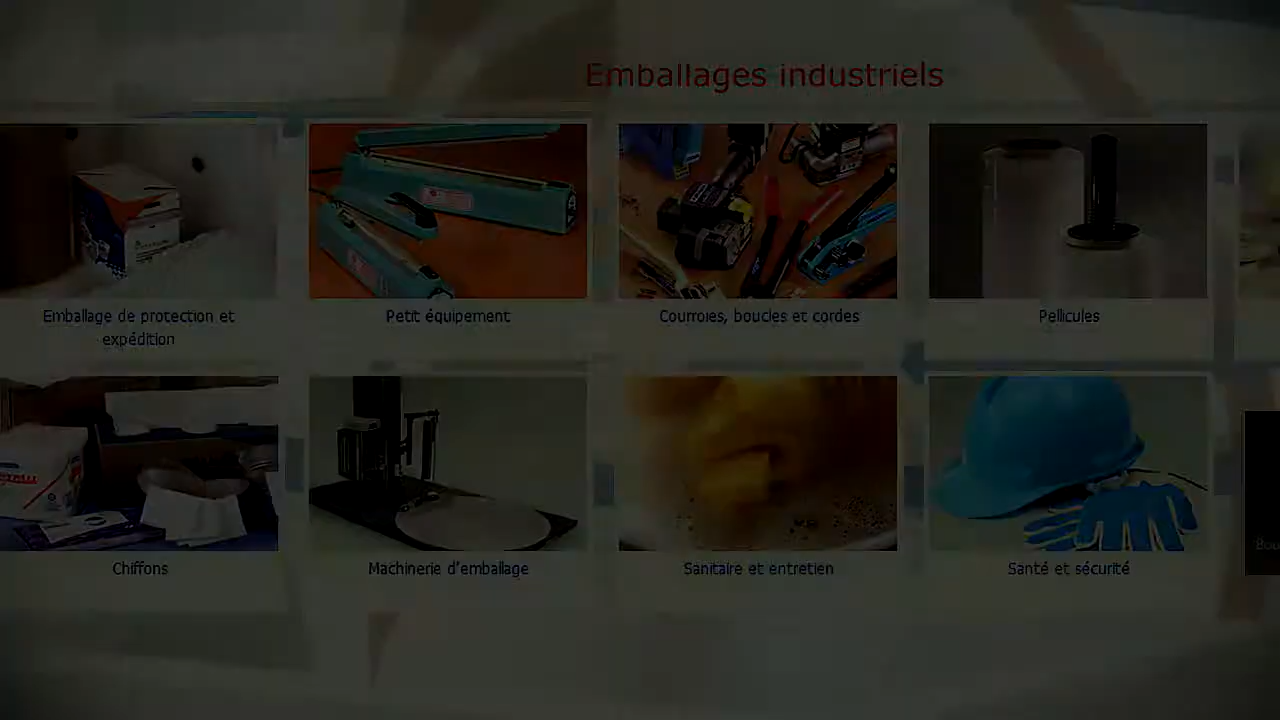 Emballages industriels
Emballage de protection et
expédition
Petit équipement
Courroies, boucles et cordes
Pellicules
Chiffons
Machinerie d'emballage
Sanitaire et entretien
Santé et sécurité